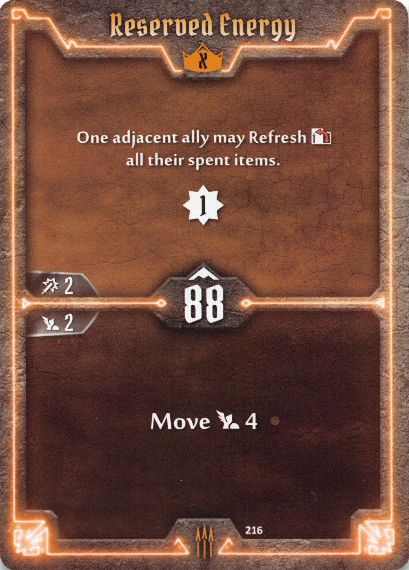 Reserved Energy
X
One adjacent ally may Refresh
all their spent items.
1
2
88
2
Move 4
216